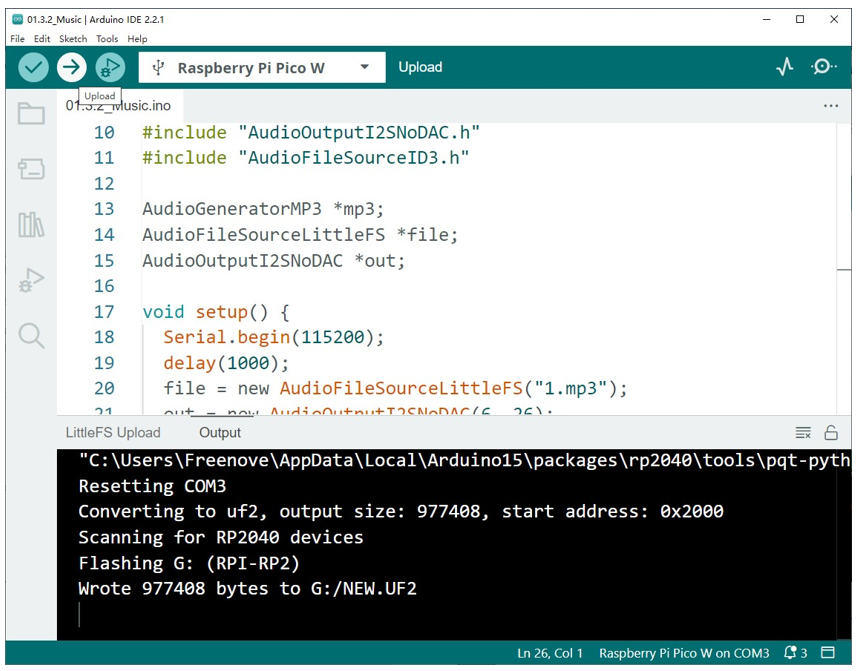 01.3.2_Music | Arduino IDE 2.2.1
File Edit Sketch Tools Help
Raspberry Pi Pico W
Upload
Upload
01.3.2_Music.ino
10 #include "AudioOutputI2SNoDAC.h"
11 #include "AudioFileSourceID3.h"
12
13 AudioGeneratorMP3 *mp3;
14 AudioFileSourceLittleFS *file;
15 AudioOutputI2SNoDAC *out;
16
17 void setup() {
18 Serial.begin(115200);
19 delay(1000);
20 file = new AudioFileSourceLittleFS("1.mp3");
21 out = new AudioOutputI2SNoDAC(6, 26);
LittleFS Upload Output
"C:\Users\Freenove\AppData\Local\Arduino15\packages\rp2040\tools\pqt-pyth
Resetting COM3
Converting to uf2, output size: 977408, start address: 0x2000
Scanning for RP2040 devices
Flashing G: (RPI-RP2)
Wrote 977408 bytes to G:/NEW.UF2
Ln 26, Col 1 Raspberry Pi Pico W on COM3 3